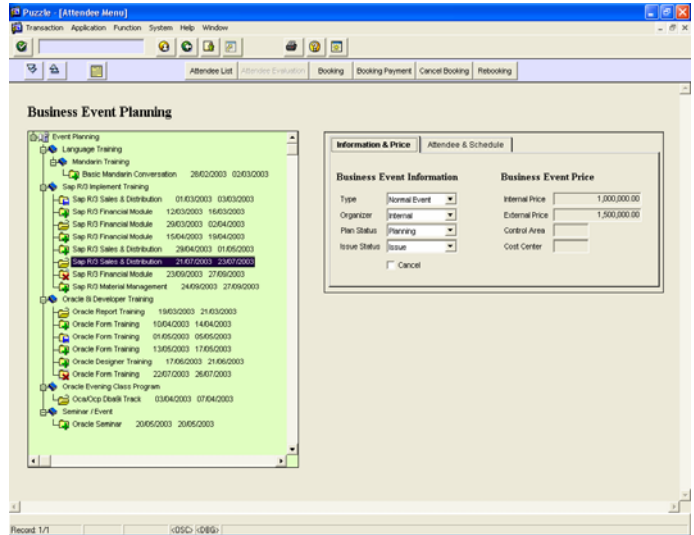 Puzzle - [Attendee Menu]
Transaction Application Function System Help Window
Attendee List Attendee Evaluation Booking Booking Payment Cancel Booking Rebooking
Business Event Planning
Event Planning
Language Training
Mandarin Training
Basic Mandarin Conversation 28/02/2003 02/03/2003
Sap R/3 Implement Training
Sap R/3 Sales & Distribution 01/03/2003 03/03/2003
Sap R/3 Financial Module 12/03/2003 16/03/2003
Sap R/3 Financial Module 29/03/2003 02/04/2003
Sap R/3 Financial Module 15/04/2003 19/04/2003
Sap R/3 Sales & Distribution 29/04/2003 01/05/2003
Sap R/3 Sales & Distribution 21/07/2003 23/07/2003
Sap R/3 Financial Module 23/09/2003 27/09/2003
Sap R/3 Material Management 24/09/2003 27/09/2003
Oracle 8i Developer Training
Oracle Report Training 19/03/2003 21/03/2003
Oracle Form Training 10/04/2003 14/04/2003
Oracle Form Training 01/05/2003 05/05/2003
Oracle Form Training 13/05/2003 17/05/2003
Oracle Designer Training 17/06/2003 21/06/2003
Oracle Form Training 22/07/2003 26/07/2003
Oracle Evening Class Program
Oca/Ocp Dba8i Track 03/04/2003 07/04/2003
Seminar / Event
Oracle Seminar 20/05/2003 20/05/2003
Information & Price Attendee & Schedule
Business Event Information Business Event Price
Type Normal Event Internal Price 1,000,000.00
Organizer Internal External Price 1,500,000.00
Plan Status Planning Control Area
Issue Status Issue Cost Center
Cancel
Record: 1/1 <OSC> <DBG>